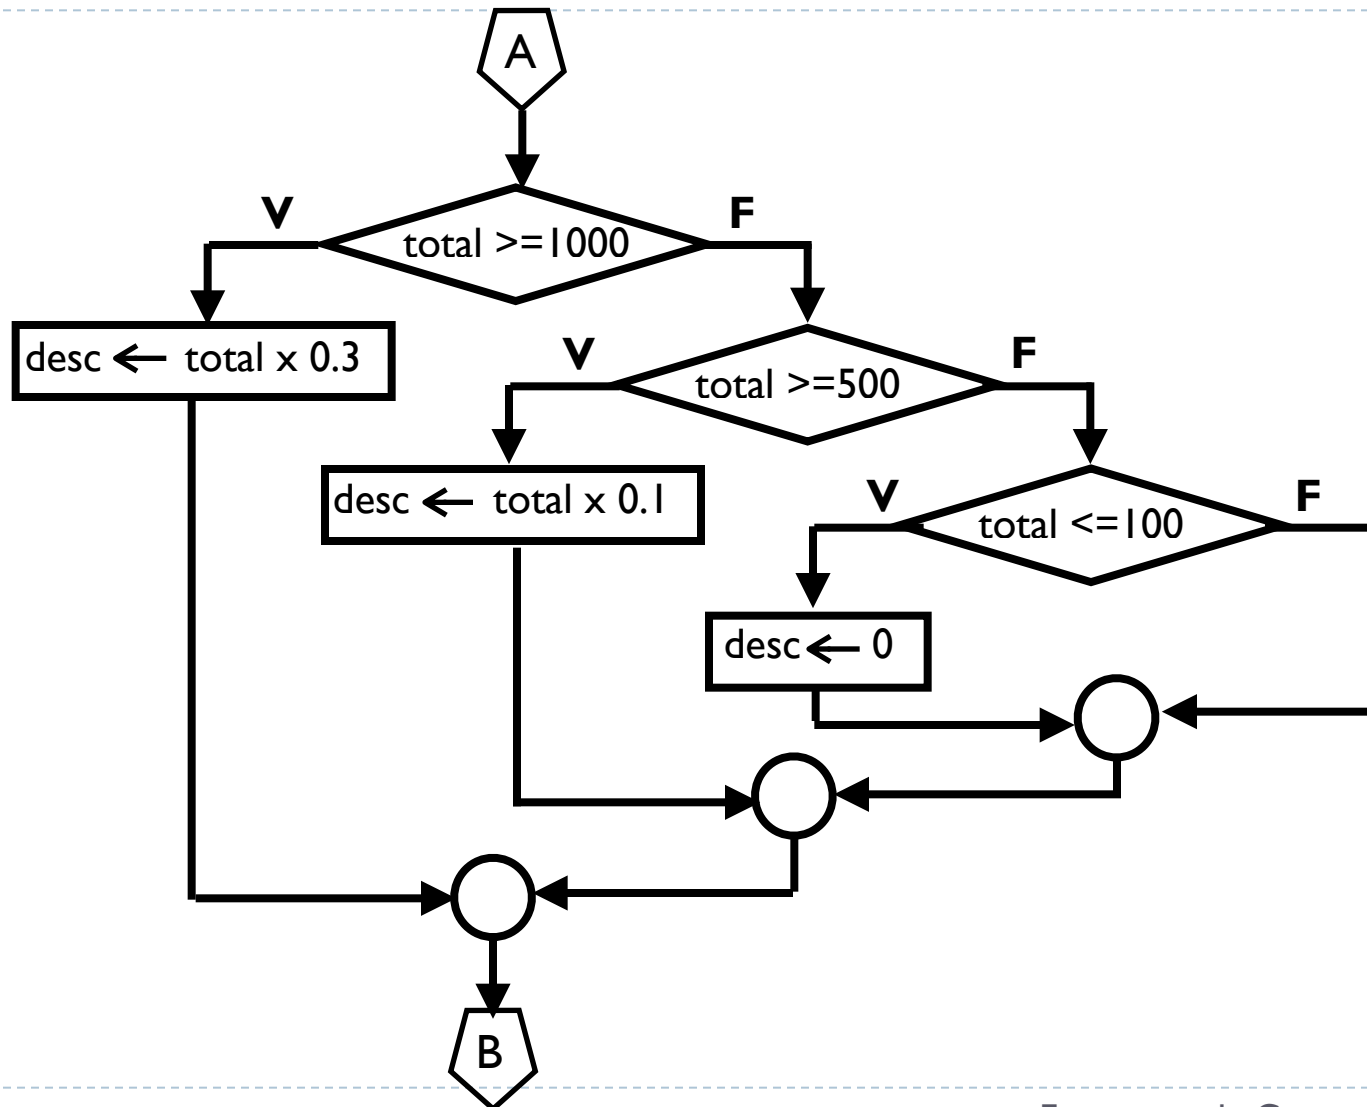 A
V
F
total >=1000
V
F
desc ← total x 0.3
total >=500
V
F
desc ← total x 0.1
total <=100
desc ← 0
B